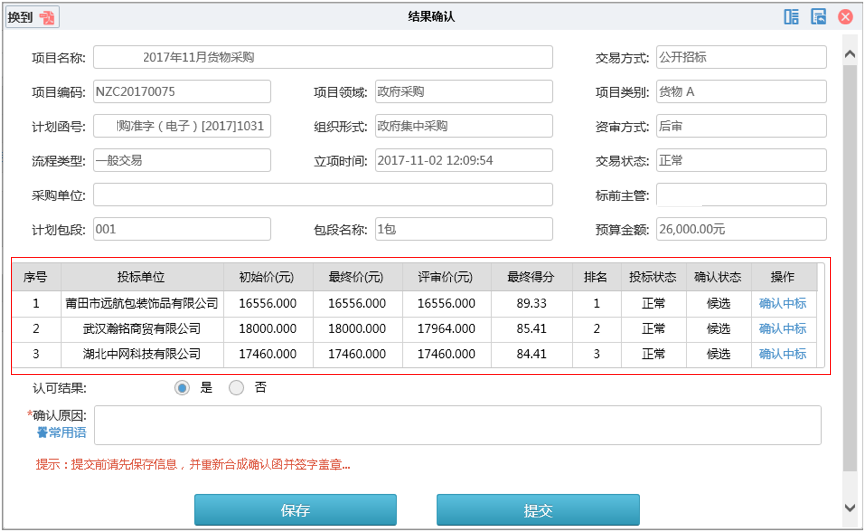 换到 结果确认
项目名称: 2017年11月货物采购 交易方式: 公开招标
项目编码: NZC20170075 项目领域: 政府采购 项目类别: 货物 A
计划函号: 购准字（电子）[2017]1031 组织形式: 政府集中采购 资审方式: 后审
流程类型: 一般交易 立项时间: 2017-11-02 12:09:54 交易状态: 正常
采购单位: 标前主管:
计划包段: 001 包段名称: 1包 预算金额: 26,000.00元
序号 投标单位 初始价(元) 最终价(元) 评审价(元) 最终得分 排名 投标状态 确认状态 操作
1 莆田市远航包装饰品有限公司 16556.000 16556.000 16556.000 89.33 1 正常 候选 确认中标
2 武汉瀚铭商贸有限公司 18000.000 18000.000 17964.000 85.41 2 正常 候选 确认中标
3 湖北中网科技有限公司 17460.000 17460.000 17460.000 84.41 3 正常 候选 确认中标
认可结果: 是 否
*确认原因:
常用语
提示：提交前请先保存信息，并重新合成确认函并签字盖章...
保存 提交